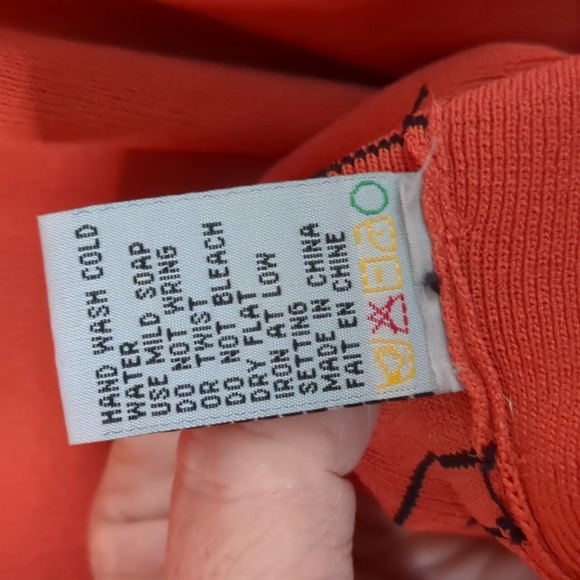 HAND WASH COLD
WATER
USE MILD SOAP
DO NOT WRING
OR TWIST
DO NOT BLEACH
DRY FLAT
IRON AT LOW
SETTING
MADE IN CHINA
FAIT EN CHINE